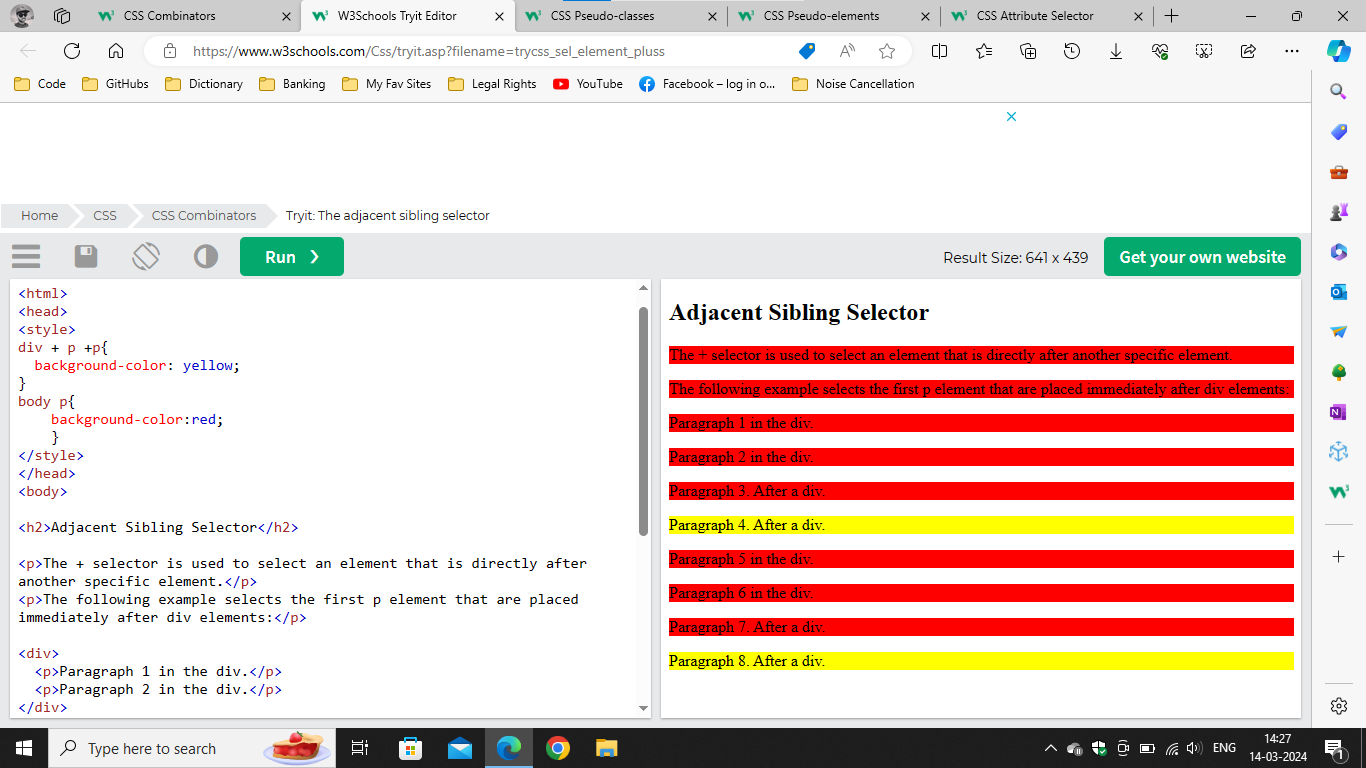 CSS Combinators
W3Schools Tryit Editor
CSS Pseudo-classes
CSS Pseudo-elements
CSS Attribute Selector
https://www.w3schools.com/Css/tryit.asp?filename=trycss_sel_element_pluss
Code
GitHubs
Dictionary
Banking
My Fav Sites
Legal Rights
YouTube
Facebook – log in o...
Noise Cancellation
Home
CSS
CSS Combinators
Tryit: The adjacent sibling selector
Run ❯
Result Size: 641 x 439
Get your own website
<html>
<head>
<style>
div + p +p{
  background-color: yellow;
}
body p{
    background-color:red;
    }
</style>
</head>
<body>
<h2>Adjacent Sibling Selector</h2>
<p>The + selector is used to select an element that is directly after
another specific element.</p>
<p>The following example selects the first p element that are placed
immediately after div elements:</p>
<div>
  <p>Paragraph 1 in the div.</p>
  <p>Paragraph 2 in the div.</p>
</div>
Adjacent Sibling Selector
The + selector is used to select an element that is directly after another specific element.
The following example selects the first p element that are placed immediately after div elements:
Paragraph 1 in the div.
Paragraph 2 in the div.
Paragraph 3. After a div.
Paragraph 4. After a div.
Paragraph 5 in the div.
Paragraph 6 in the div.
Paragraph 7. After a div.
Paragraph 8. After a div.
Type here to search
ENG
14:27
14-03-2024
1